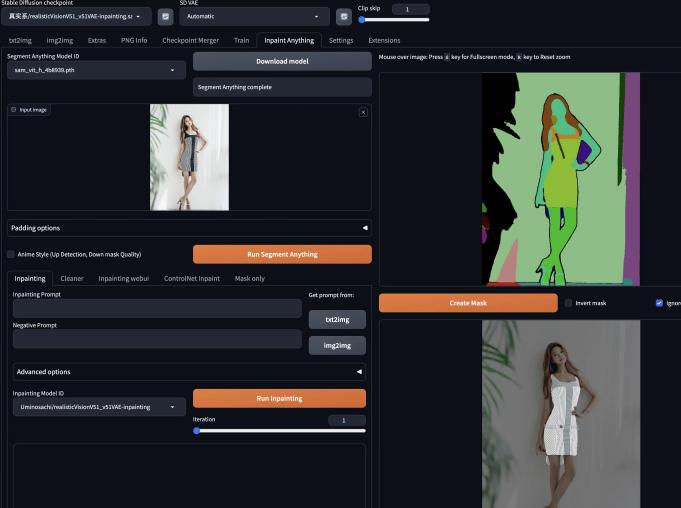 Stable Diffusion checkpoint
SD VAE
真实系/realisticVisionV51_v51VAE-inpainting.sa
Automatic
Clip skip
1
txt2img
img2img
Extras
PNG Info
Checkpoint Merger
Train
Inpaint Anything
Settings
Extensions
Segment Anything Model ID
sam_vit_h_4b8939.pth
Download model
Segment Anything complete
Mouse over image: Press S key for Fullscreen mode, R key to Reset zoom
Input image
Padding options
Anime Style (Up Detection, Down mask Quality)
Run Segment Anything
Inpainting
Cleaner
Inpainting webui
ControlNet Inpaint
Mask only
Inpainting Prompt
Get prompt from:
txt2img
Negative Prompt
img2img
Advanced options
Inpainting Model ID
Uminosachi/realisticVisionV51_v51VAE-inpainting
Run Inpainting
Iteration
1
Create Mask
Invert mask
Ignor